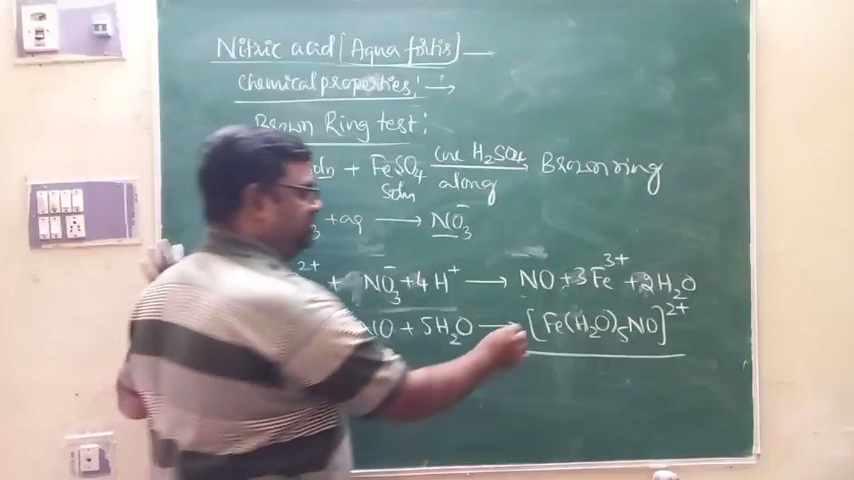 Nitric acid [Aqua fortis] —
Chemical properties: →
Brown Ring test:
soln + FeSO₄ soln conc H₂SO₄ along → Brown ring
₃ + aq → NO₃⁻
²⁺ + NO₃⁻ + 4H⁺ → NO + 3Fe³⁺ + 2H₂O
NO + 5H₂O → [Fe(H₂O)₅NO]²⁺